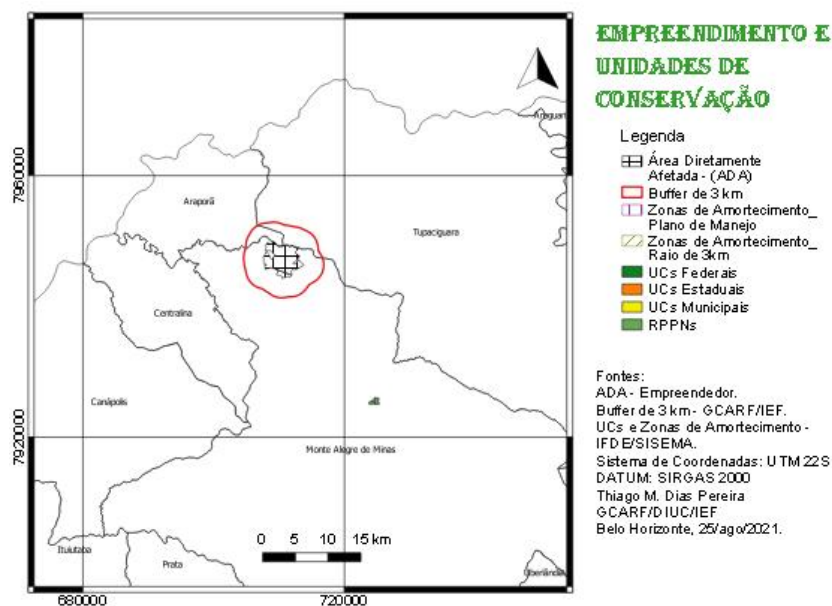 EMPREENDIMENTO E
UNIDADES DE
CONSERVAÇÃO
Legenda
Área Diretamente
Afetada - (ADA)
Buffer de 3 km
Zonas de Amortecimento_
Plano de Manejo
Zonas de Amortecimento_
Raio de 3km
UCs Federais
UCs Estaduais
UCs Municipais
RPPNs
Fontes:
ADA - Empreendedor.
Buffer de 3 km - GCARF/IEF.
UCs e Zonas de Amortecimento -
IFDE/SISEMA.
Sistema de Coordenadas: UTM 22S
DATUM: SIRGAS 2000
Thiago M. Dias Pereira
GCARF/DIUC/IEF
Belo Horizonte, 25/ago/2021.
Araguari
7960000
Araporã
Tupaciguara
Centralina
Canápolis
7920000
Monte Alegre de Minas
0 5 10 15 km
Ituiutaba
Prata
Uberlândia
680000
720000